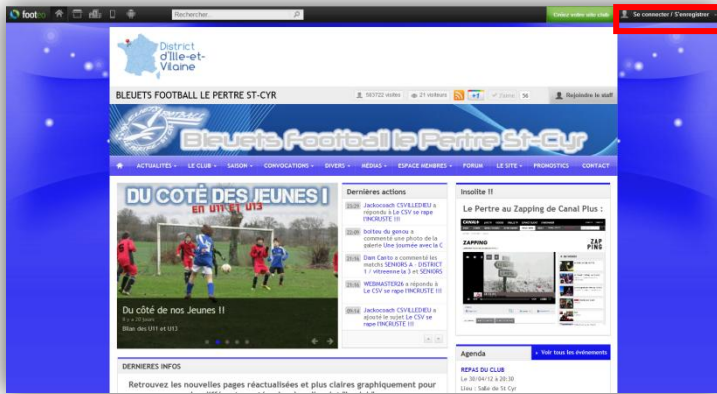 footeo
Rechercher..
Créez votre site club
Se connecter / S'enregistrer
District
d'Ille-et-
Vilaine
BLEUETS FOOTBALL LE PERTRE ST-CYR
503722 visites
21 visiteurs
+1
J'aime
56
Rejoindre le staff
Bleuets Football le Pertre St-Cyr
ACTUALITÉS
LE CLUB
SAISON
CONVOCATIONS
DIVERS
MÉDIAS
ESPACE MEMBRES
FORUM
LE SITE
PRONOSTICS
CONTACT
DU COTÉ DES JEUNES !
EN U11 ET U13
Du côté de nos Jeunes !!
Il y a 20 jours
Bilan des U11 et U13
Dernières actions
Jackocoach CSVILLEDIEU a
répondu à Le CSV se rape
l'INCRUSTE !!!
boiteu du genou a
commenté une photo de la
galerie Une journée avec la C
Dam Canto a commenté les
matchs SENIORS A - DISTRICT
1 / vitreenne la 3 et SENIORS
WEBMASTER26 a répondu à
Le CSV se rape l'INCRUSTE !!!
Jackocoach CSVILLEDIEU a
ajouté le sujet Le CSV se
rape l'INCRUSTE !!!
Insolite !!
Le Pertre au Zapping de Canal Plus :
CANAL+
ZAPPING
ZAP
PING
Agenda
Voir tous les événements
REPAS DU CLUB
Le 30/04/12 à 20:30
Lieu : Salle de St Cyr
DERNIERES INFOS
Retrouvez les nouvelles pages réactualisées et plus claires graphiquement pour